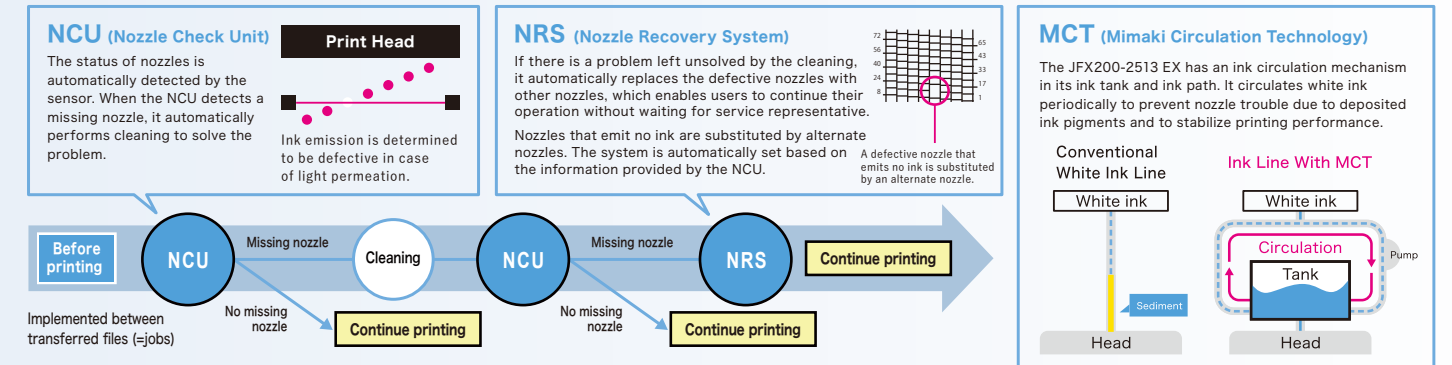 NCU (Nozzle Check Unit)
The status of nozzles is
automatically detected by the
sensor. When the NCU detects a
missing nozzle, it automatically
performs cleaning to solve the
problem.
Print Head
Ink emission is determined
to be defective in case
of light permeation.
NRS (Nozzle Recovery System)
If there is a problem left unsolved by the cleaning,
it automatically replaces the defective nozzles with
other nozzles, which enables users to continue their
operation without waiting for service representative.
Nozzles that emit no ink are substituted by alternate
nozzles. The system is automatically set based on
the information provided by the NCU.
72
56
40
24
8
65
43
33
17
1
A defective nozzle that
emits no ink is substituted
by an alternate nozzle.
MCT (Mimaki Circulation Technology)
The JFX200-2513 EX has an ink circulation mechanism
in its ink tank and ink path. It circulates white ink
periodically to prevent nozzle trouble due to deposited
ink pigments and to stabilize printing performance.
Conventional
White Ink Line
White ink
Sediment
Head
Ink Line With MCT
White ink
Circulation
Tank
Pump
Head
Before
printing
NCU
Missing nozzle
Cleaning
NCU
Missing nozzle
NRS
Continue printing
No missing
nozzle
Continue printing
No missing
nozzle
Continue printing
Implemented between
transferred files (=jobs)